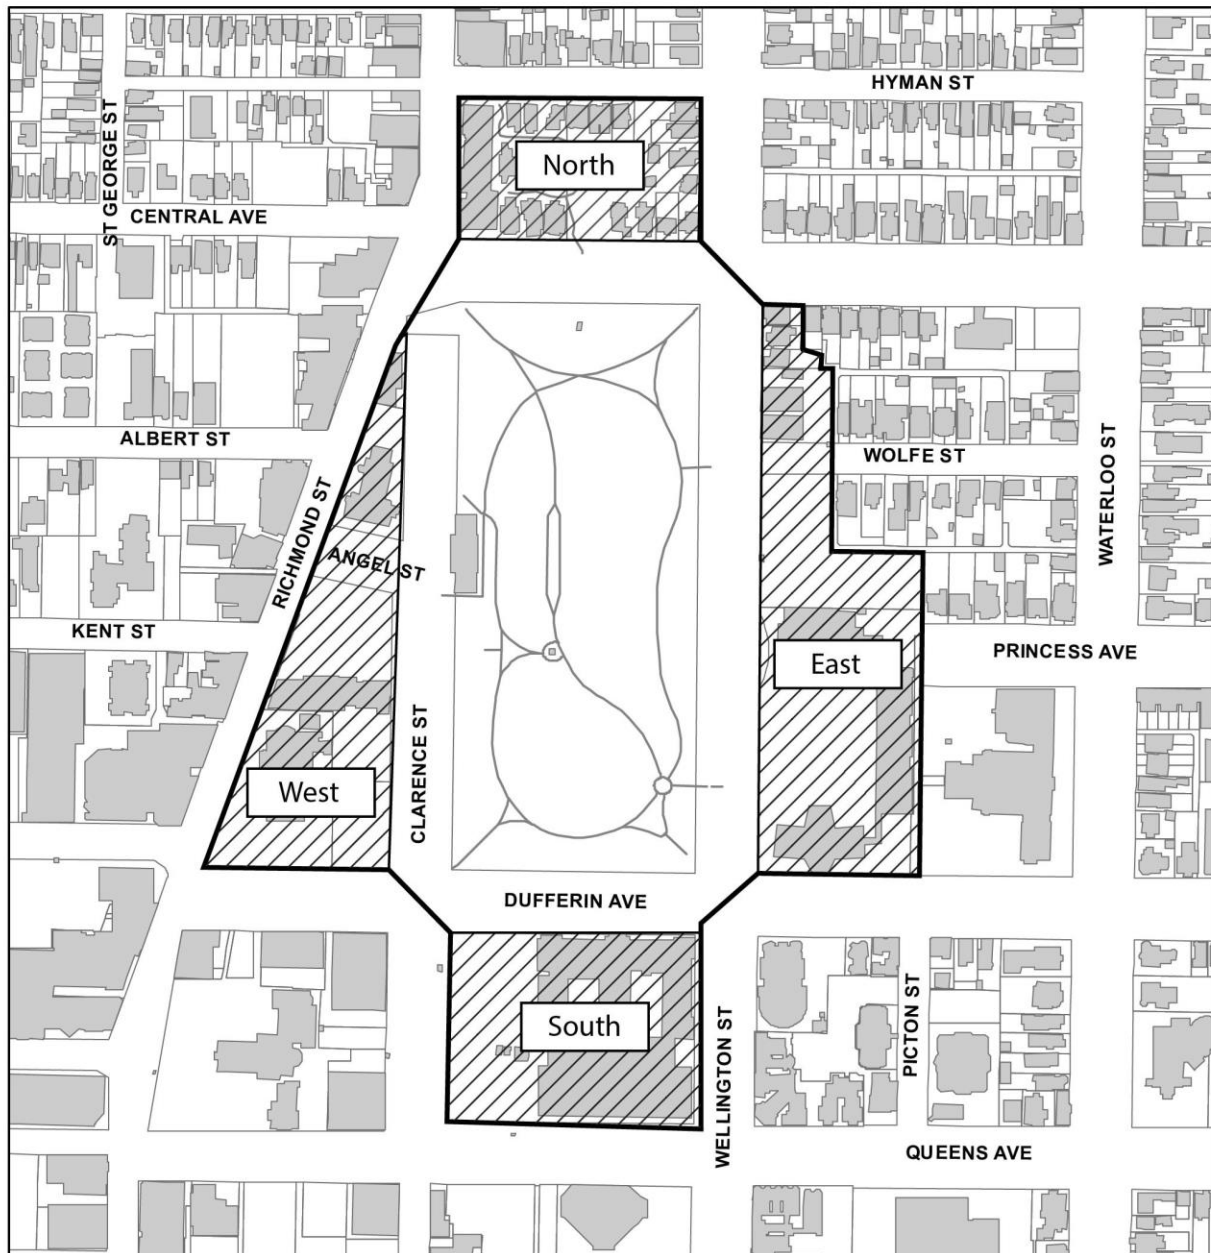 HYMAN ST
ST GEORGE ST
North
CENTRAL AVE
ALBERT ST
WOLFE ST
WATERLOO ST
RICHMOND ST
ANGEL ST
KENT ST
PRINCESS AVE
East
CLARENCE ST
West
DUFFERIN AVE
South
PICTON ST
WELLINGTON ST
QUEENS AVE